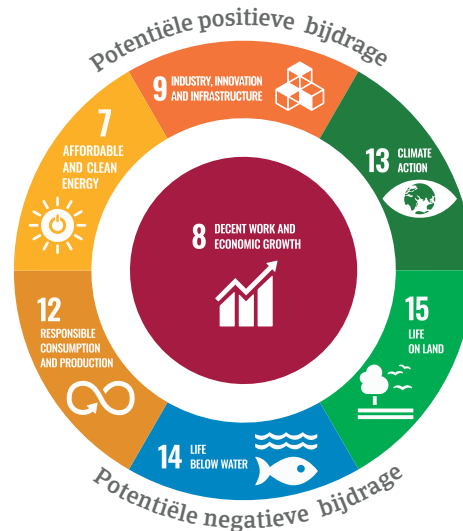 Potentiële positieve bijdrage
9 INDUSTRY, INNOVATION
AND INFRASTRUCTURE
7
AFFORDABLE
AND CLEAN
ENERGY
13 CLIMATE
ACTION
8 DECENT WORK AND
ECONOMIC GROWTH
12
RESPONSIBLE
CONSUMPTION
AND PRODUCTION
15
LIFE
ON LAND
14 LIFE
BELOW WATER
Potentiële negatieve bijdrage